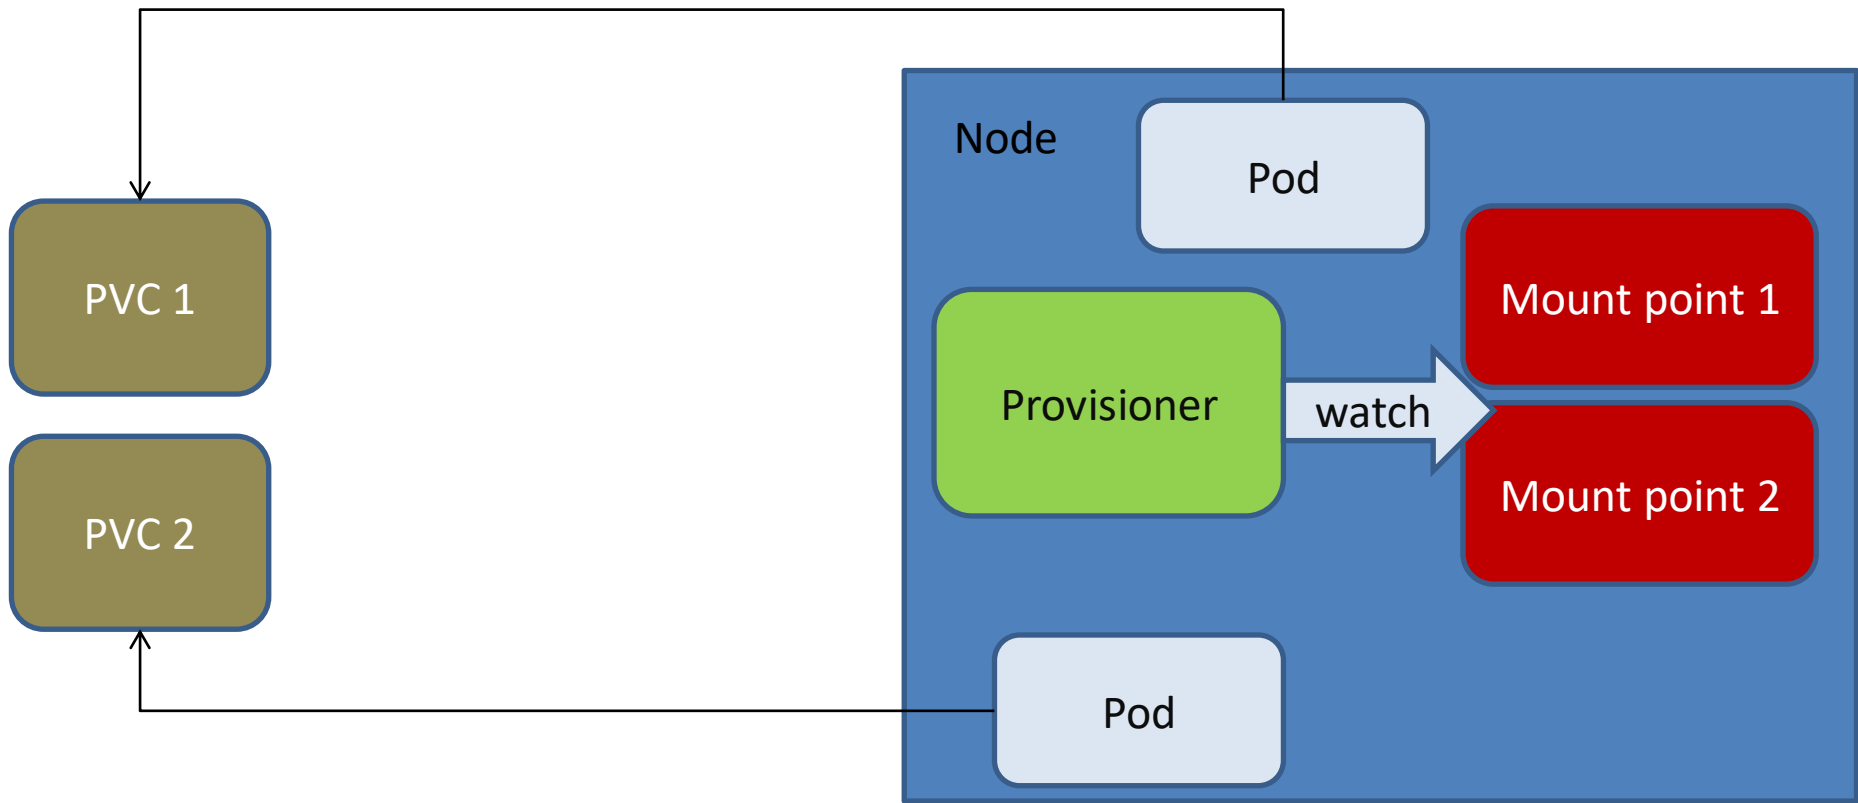 Node
Pod
PVC 1
Mount point 1
Provisioner
watch
Mount point 2
PVC 2
Pod